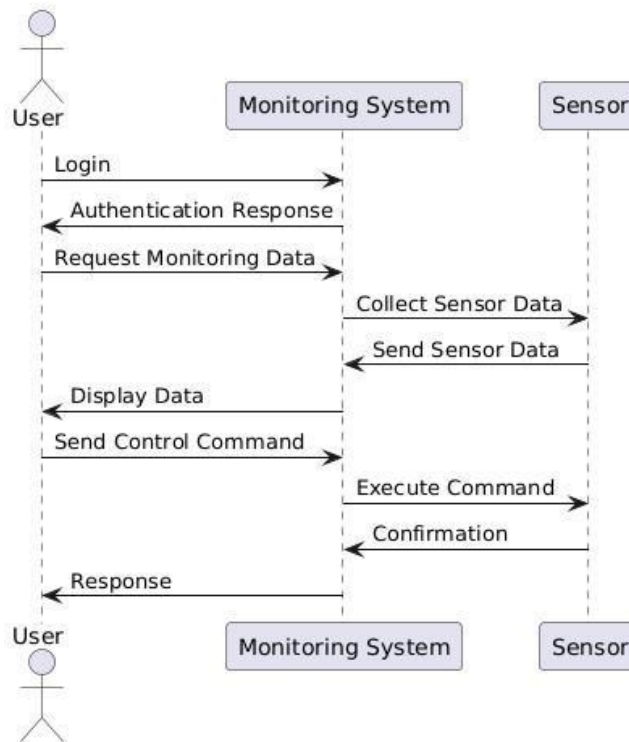 User
Monitoring System
Sensor
Login
Authentication Response
Request Monitoring Data
Collect Sensor Data
Send Sensor Data
Display Data
Send Control Command
Execute Command
Confirmation
Response
User
Monitoring System
Sensor